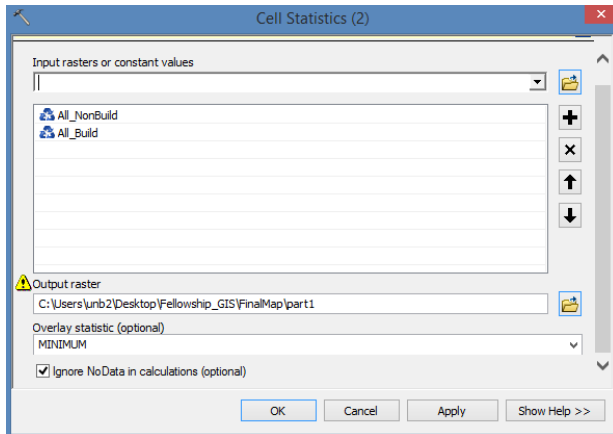 Cell Statistics (2)
Input rasters or constant values
All_NonBuild
All_Build
Output raster
C:\Users\unb2\Desktop\Fellowship_GIS\FinalMap\part1
Overlay statistic (optional)
MINIMUM
Ignore NoData in calculations (optional)
OK Cancel Apply Show Help >>